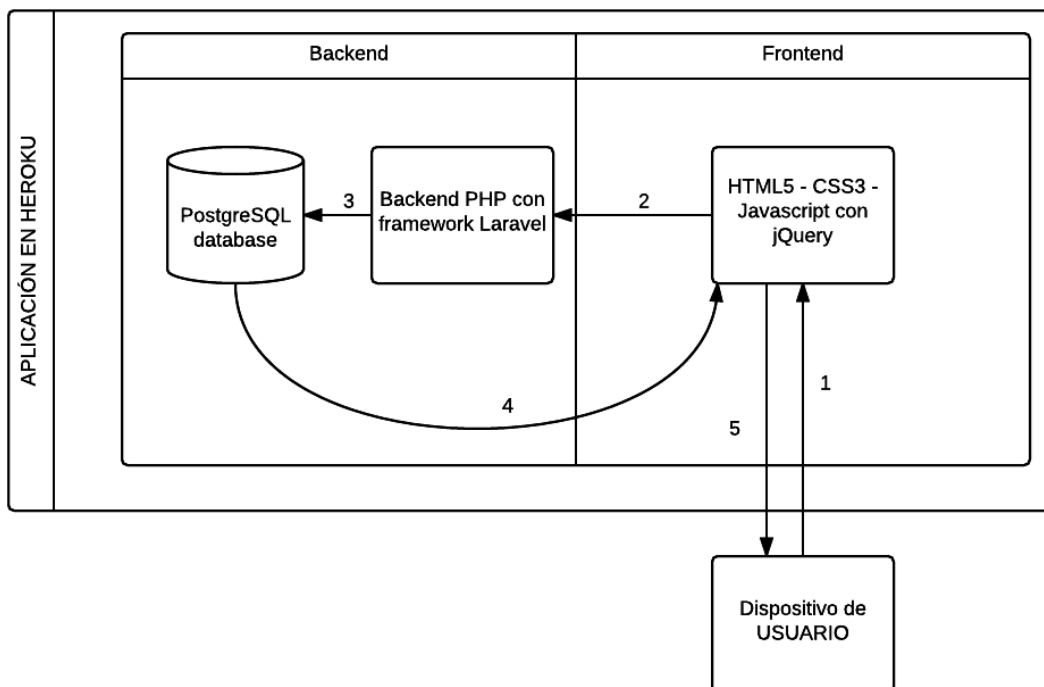 APLICACIÓN EN HEROKU
Backend
Frontend
PostgreSQL
database
3
Backend PHP con
framework Laravel
2
HTML5 - CSS3 -
Javascript con
jQuery
4
5
1
Dispositivo de
USUARIO